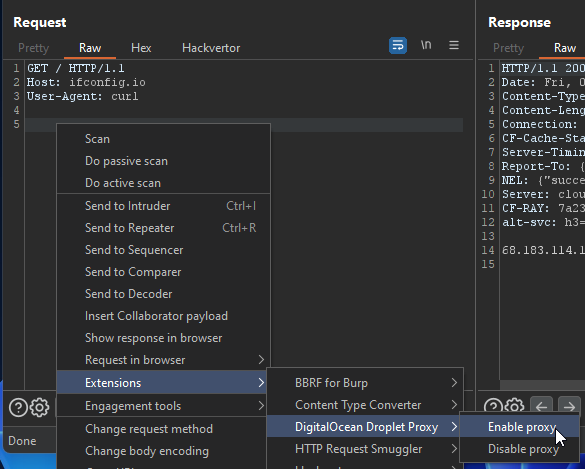 Request
Pretty Raw Hex Hackvertor
\n
1 GET / HTTP/1.1
2 Host: ifconfig.io
3 User-Agent: curl
4
5
Scan
Do passive scan
Do active scan
Send to Intruder Ctrl+I
Send to Repeater Ctrl+R
Send to Sequencer
Send to Comparer
Send to Decoder
Insert Collaborator payload
Show response in browser
Request in browser
Extensions
Engagement tools
Change request method
Change body encoding
BBRF for Burp
Content Type Converter
DigitalOcean Droplet Proxy
HTTP Request Smuggler
Enable proxy
Disable proxy
Done
Response
Pretty Raw
1 HTTP/1.1 200
2 Date: Fri, 0
3 Content-Type
4 Content-Leng
5 Connection:
6 CF-Cache-Sta
7 Server-Timin
8 Report-To: {
9 NEL: {"succe
10 Server: clou
11 CF-RAY: 7a23
12 alt-svc: h3=
13
14 68.183.114.1
15